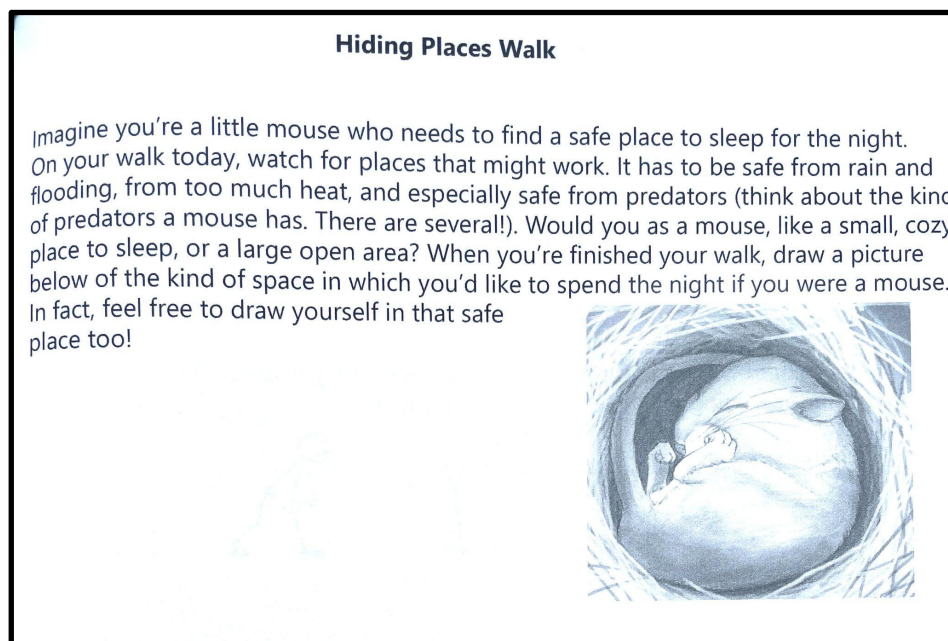 Hiding Places Walk
Imagine you're a little mouse who needs to find a safe place to sleep for the night.
On your walk today, watch for places that might work. It has to be safe from rain and
flooding, from too much heat, and especially safe from predators (think about the kind
of predators a mouse has. There are several!). Would you as a mouse, like a small, cozy
place to sleep, or a large open area? When you're finished your walk, draw a picture
below of the kind of space in which you'd like to spend the night if you were a mouse.
In fact, feel free to draw yourself in that safe
place too!